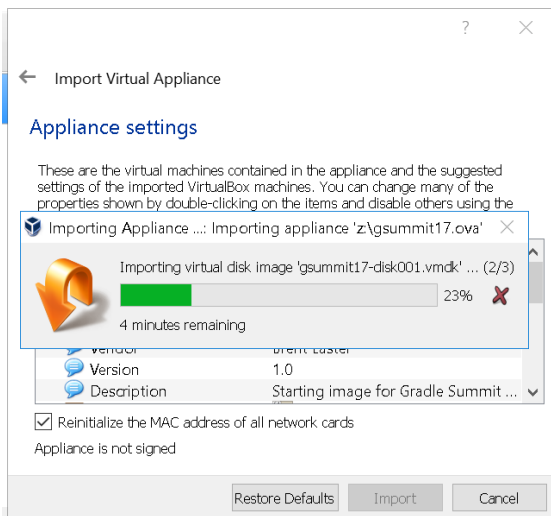 ?
Import Virtual Appliance
Appliance settings
These are the virtual machines contained in the appliance and the suggested
settings of the imported VirtualBox machines. You can change many of the
properties shown by double-clicking on the items and disable others using the
Importing Appliance ...: Importing appliance 'z:\gsummit17.ova'
Importing virtual disk image 'gsummit17-disk001.vmdk' ... (2/3)
23%
4 minutes remaining
Vendor Brent Laster
Version 1.0
Description Starting image for Gradle Summit ...
Reinitialize the MAC address of all network cards
Appliance is not signed
Restore Defaults Import Cancel